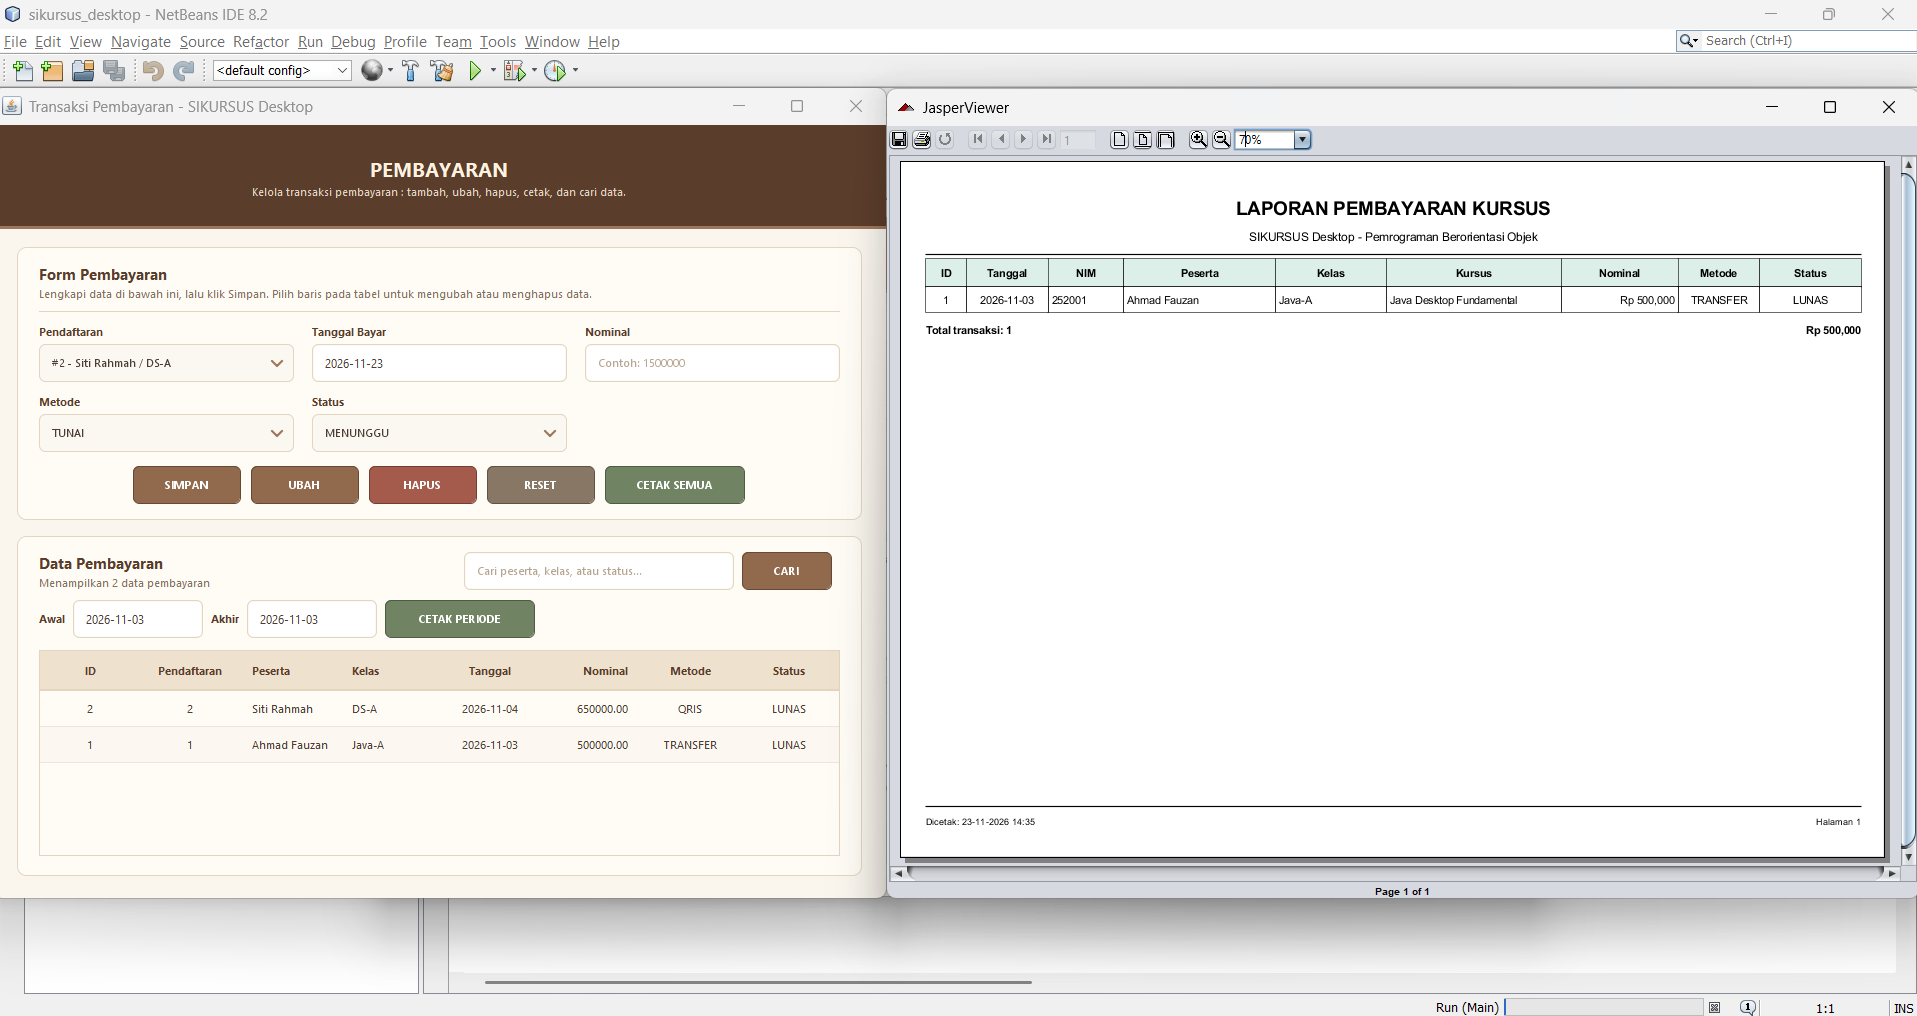 sikursus_desktop - NetBeans IDE 8.2
File Edit View Navigate Source Refactor Run Debug Profile Team Tools Window Help
Search (Ctrl+I)
<default config>
Transaksi Pembayaran - SIKURSUS Desktop
PEMBAYARAN
Kelola transaksi pembayaran : tambah, ubah, hapus, cetak, dan cari data.
Form Pembayaran
Lengkapi data di bawah ini, lalu klik Simpan. Pilih baris pada tabel untuk mengubah atau menghapus data.
Pendaftaran Tanggal Bayar Nominal
#2 - Siti Rahmah / DS-A 2026-11-23 Contoh: 1500000
Metode Status
TUNAI MENUNGGU
SIMPAN UBAH HAPUS RESET CETAK SEMUA
Data Pembayaran
Menampilkan 2 data pembayaran
Cari peserta, kelas, atau status... CARI
Awal 2026-11-03 Akhir 2026-11-03 CETAK PERIODE
ID Pendaftaran Peserta Kelas Tanggal Nominal Metode Status
2 2 Siti Rahmah DS-A 2026-11-04 650000.00 QRIS LUNAS
1 1 Ahmad Fauzan Java-A 2026-11-03 500000.00 TRANSFER LUNAS
JasperViewer
1 70%
LAPORAN PEMBAYARAN KURSUS
SIKURSUS Desktop - Pemrograman Berorientasi Objek
ID Tanggal NIM Peserta Kelas Kursus Nominal Metode Status
1 2026-11-03 252001 Ahmad Fauzan Java-A Java Desktop Fundamental Rp 500,000 TRANSFER LUNAS
Total transaksi: 1 Rp 500,000
Dicetak: 23-11-2026 14:35 Halaman 1
Page 1 of 1
Run (Main) 1 1:1 INS